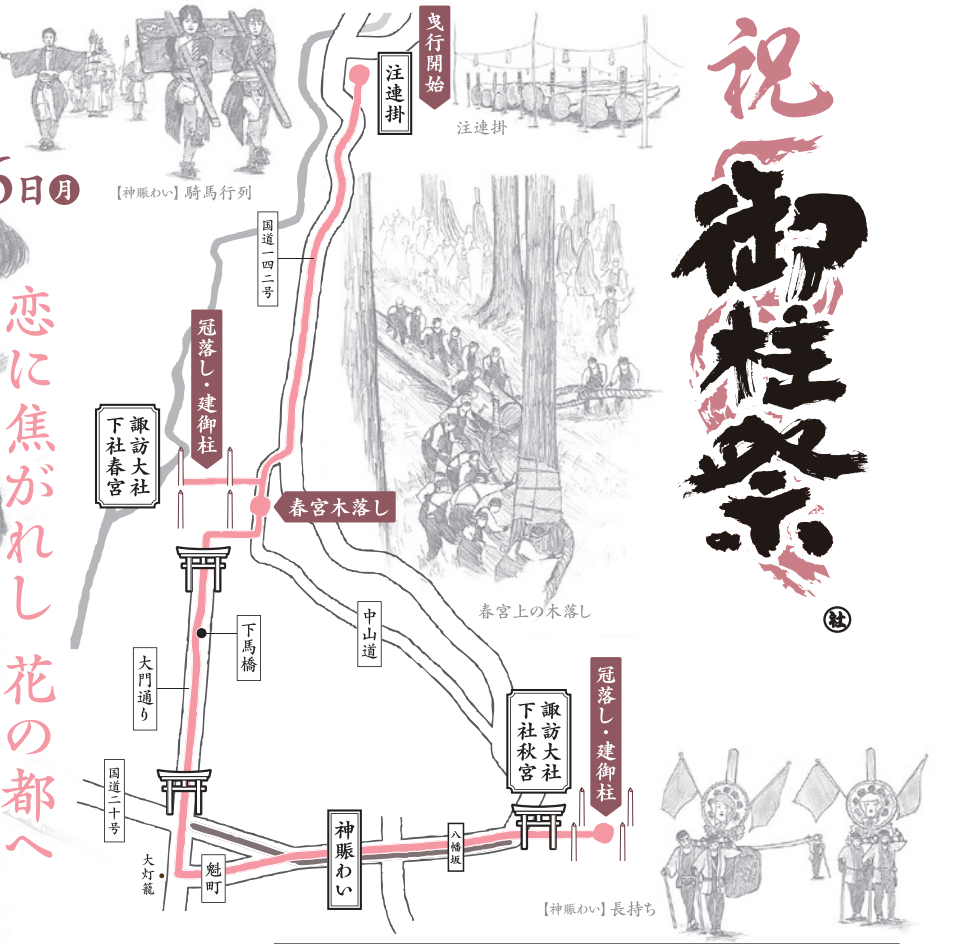 祝
御柱祭
社
曳行開始
注連掛
注連掛
【神賑わい】騎馬行列
6日月
国道一四二号
恋に焦がれし 花の都へ
冠落し・建御柱
諏訪大社
下社春宮
春宮木落し
春宮上の木落し
中山道
下馬橋
大門通り
諏訪大社
下社秋宮
冠落し・建御柱
国道二十号
大灯籠
魁町
神賑わい
八幡坂
【神賑わい】長持ち